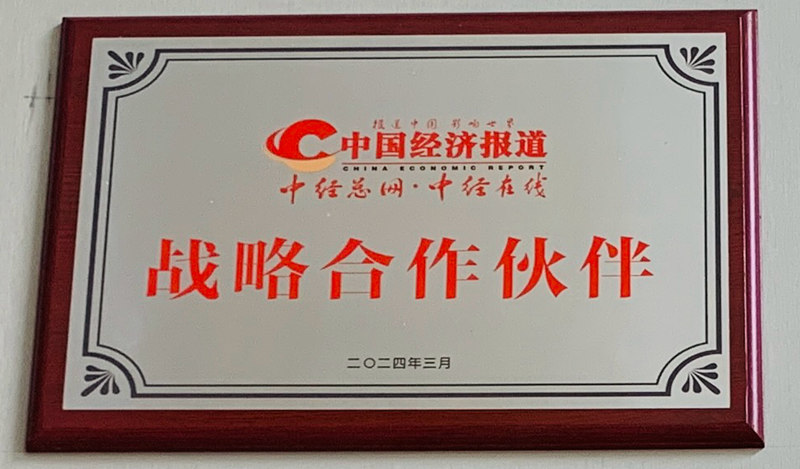 报道中国 影响世界
中国经济报道
CHINA ECONOMIC REPORT
中经总网·中经在线
战略合作伙伴
二〇二四年三月